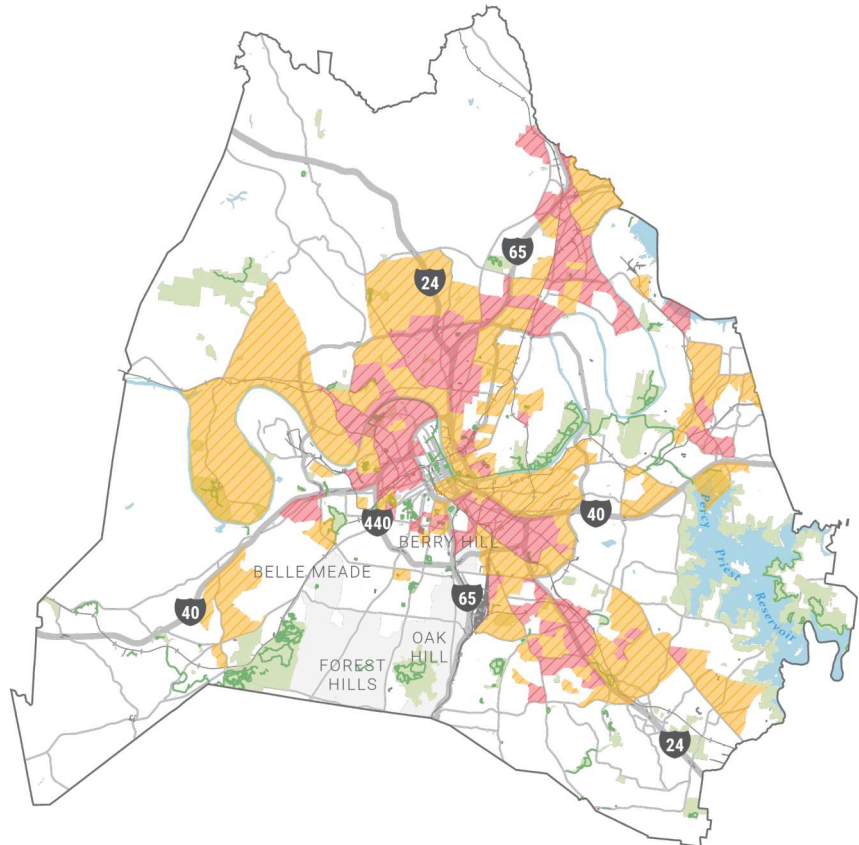 65
24
440
40
BERRY HILL
BELLE MEADE
40
65
OAK
HILL
FOREST
HILLS
Percy
Priest
Reservoir
24